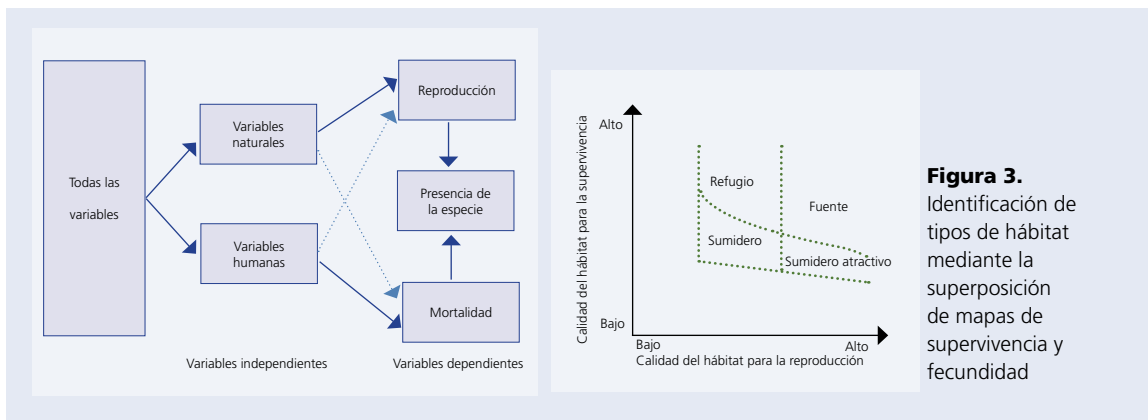 Todas las
variables
Variables
naturales
Variables
humanas
Reproducción
Presencia de
la especie
Mortalidad
Variables independientes
Variables dependientes
Calidad del hábitat para la supervivencia
Alto
Refugio
Fuente
Sumidero
Sumidero atractivo
Bajo
Bajo
Alto
Calidad del hábitat para la reproducción
Figura 3.
Identificación de
tipos de hábitat
mediante la
superposición
de mapas de
supervivencia y
fecundidad